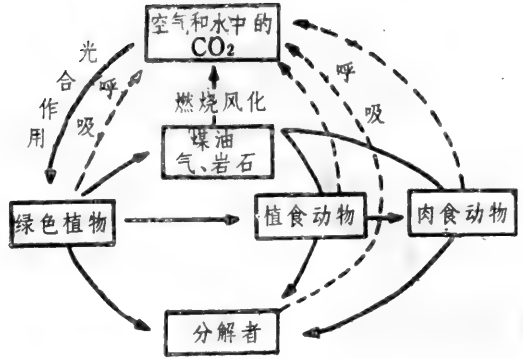 空气和水中的
CO₂
光合作用
呼吸
燃烧风化
呼吸
煤油
气、岩石
绿色植物
植食动物
肉食动物
分解者